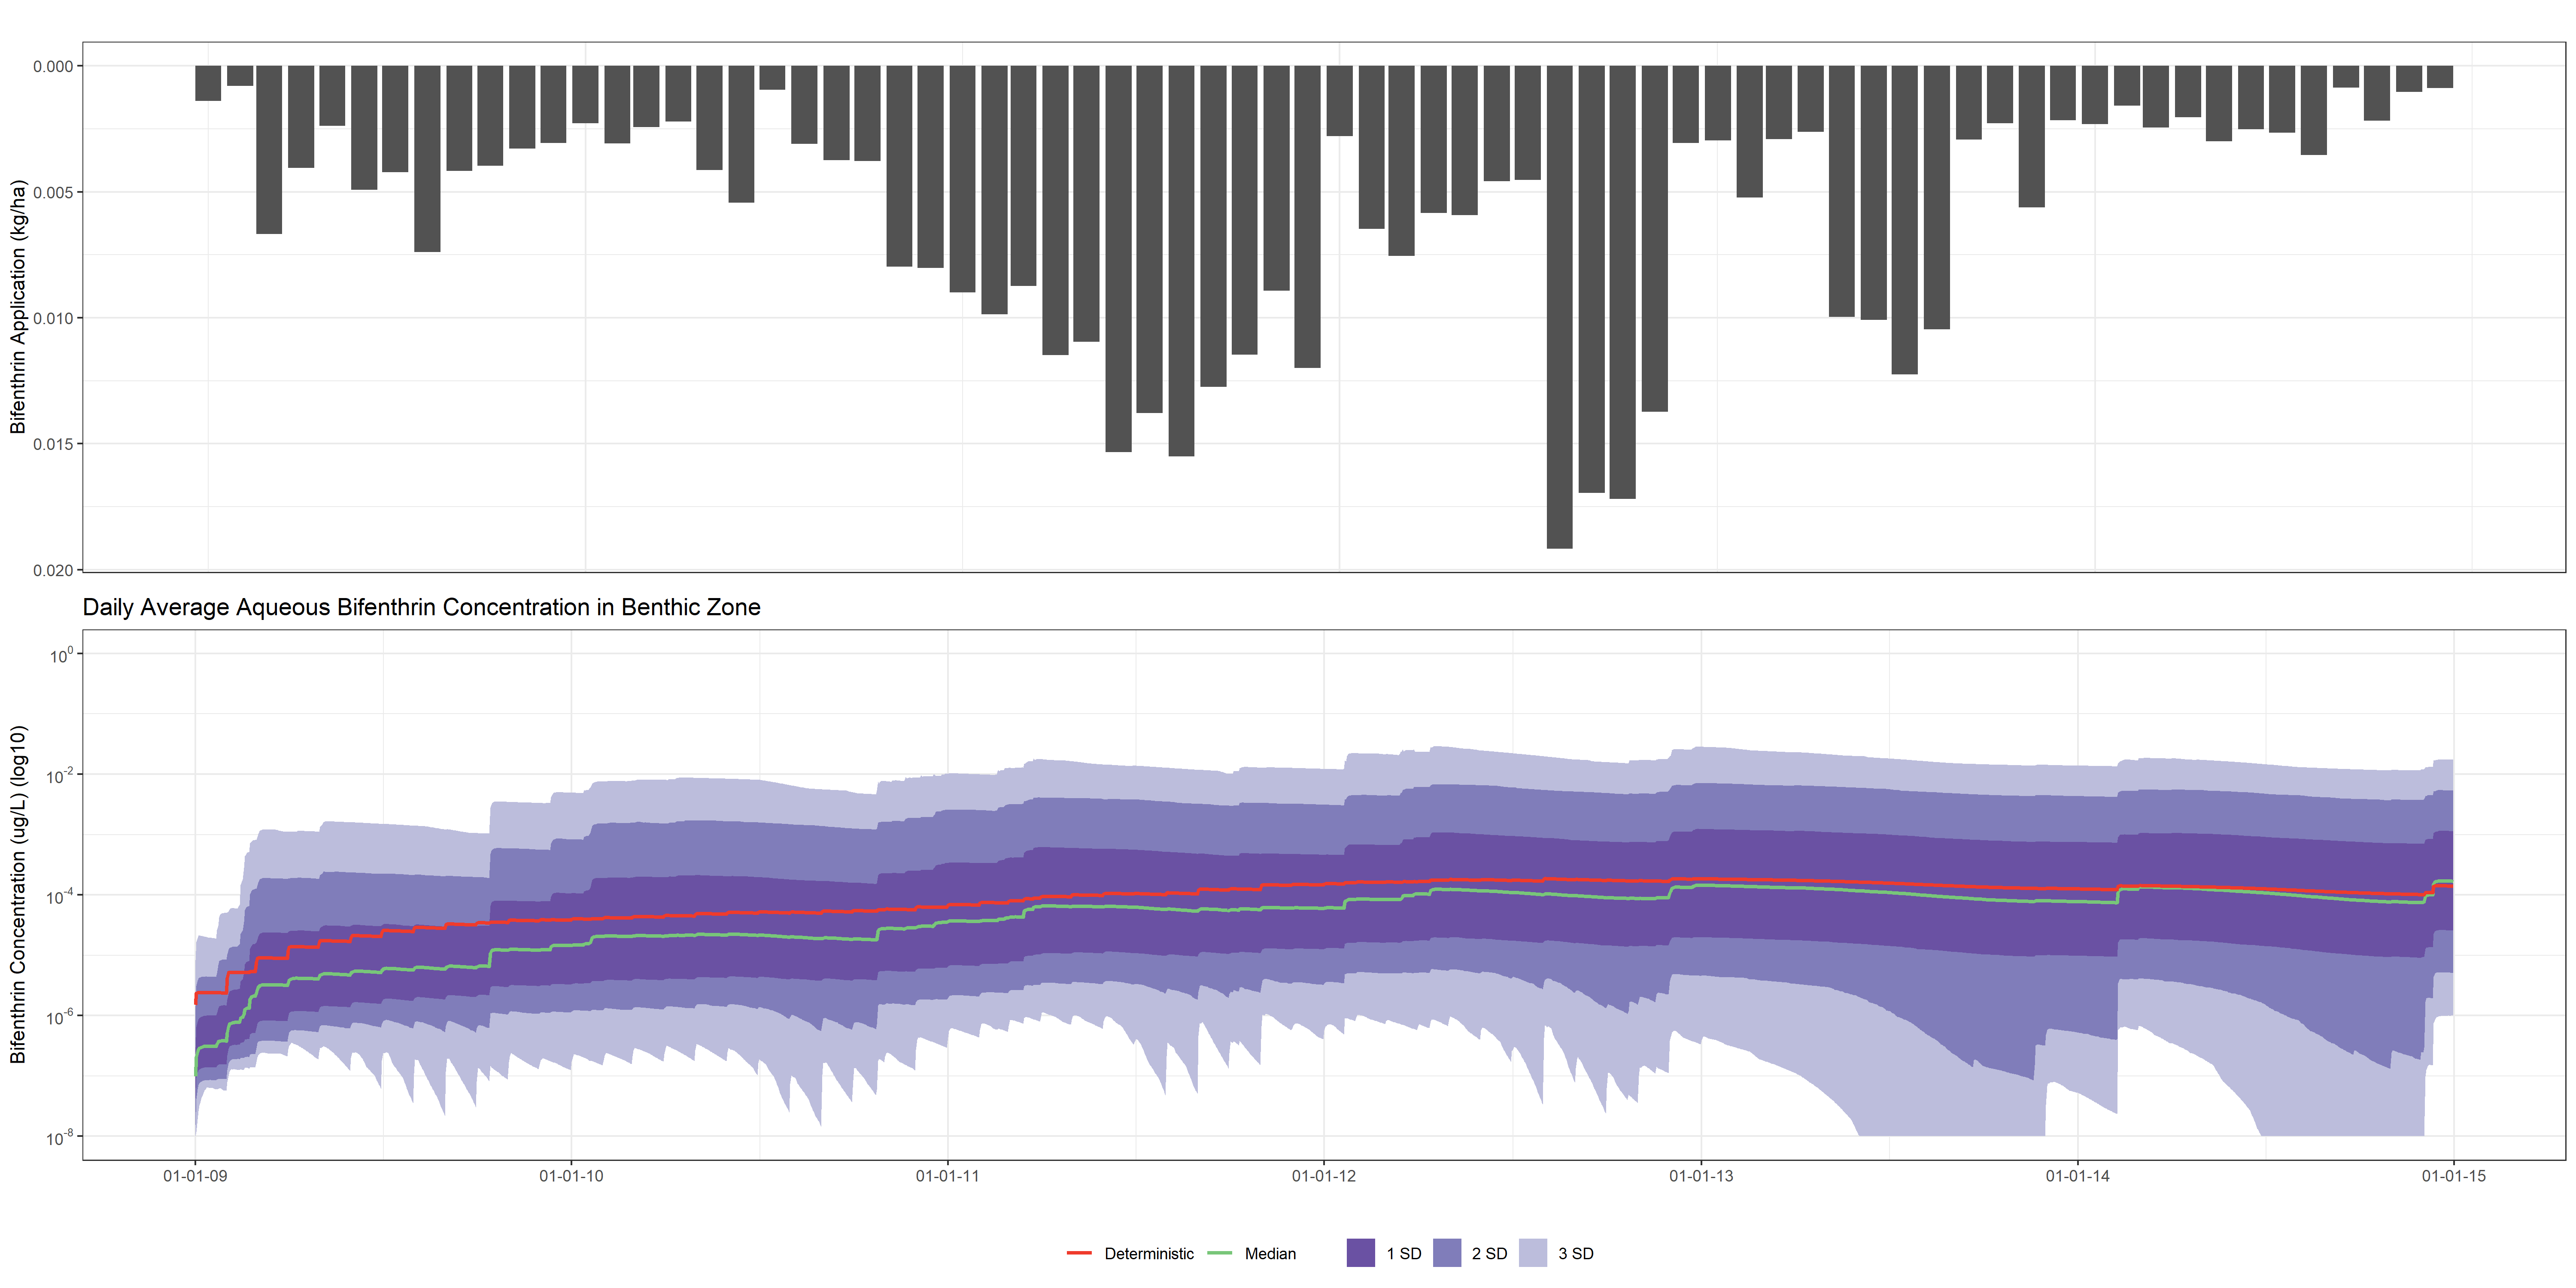 0.000
0.005
0.010
0.015
0.020
Bifenthrin Application (kg/ha)
Daily Average Aqueous Bifenthrin Concentration in Benthic Zone
10^0
10^-2
10^-4
10^-6
10^-8
Bifenthrin Concentration (ug/L) (log10)
01-01-09 01-01-10 01-01-11 01-01-12 01-01-13 01-01-14 01-01-15
Deterministic Median 1 SD 2 SD 3 SD